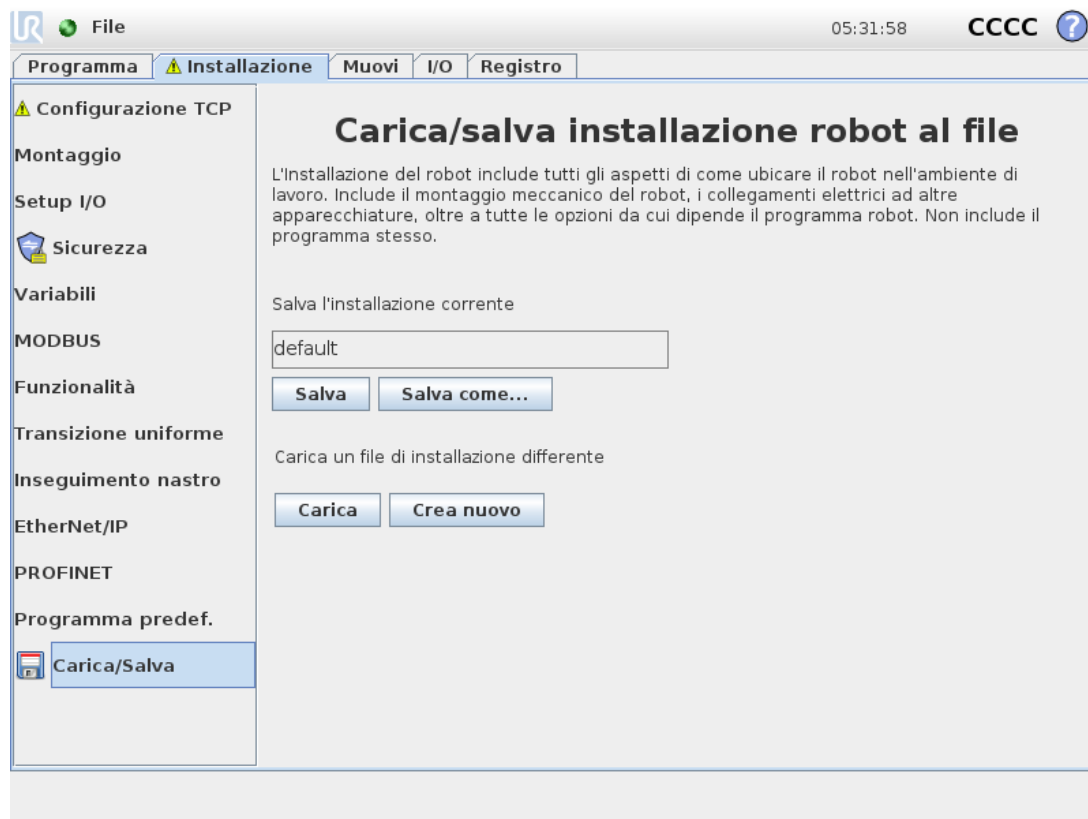 UR File 05:31:58 CCCC ?
Programma Installazione Muovi I/O Registro
Configurazione TCP
Montaggio
Setup I/O
Sicurezza
Variabili
MODBUS
Funzionalità
Transizione uniforme
Inseguimento nastro
EtherNet/IP
PROFINET
Programma predef.
Carica/Salva
Carica/salva installazione robot al file
L'Installazione del robot include tutti gli aspetti di come ubicare il robot nell'ambiente di
lavoro. Include il montaggio meccanico del robot, i collegamenti elettrici ad altre
apparecchiature, oltre a tutte le opzioni da cui dipende il programma robot. Non include il
programma stesso.
Salva l'installazione corrente
default
Salva Salva come...
Carica un file di installazione differente
Carica Crea nuovo